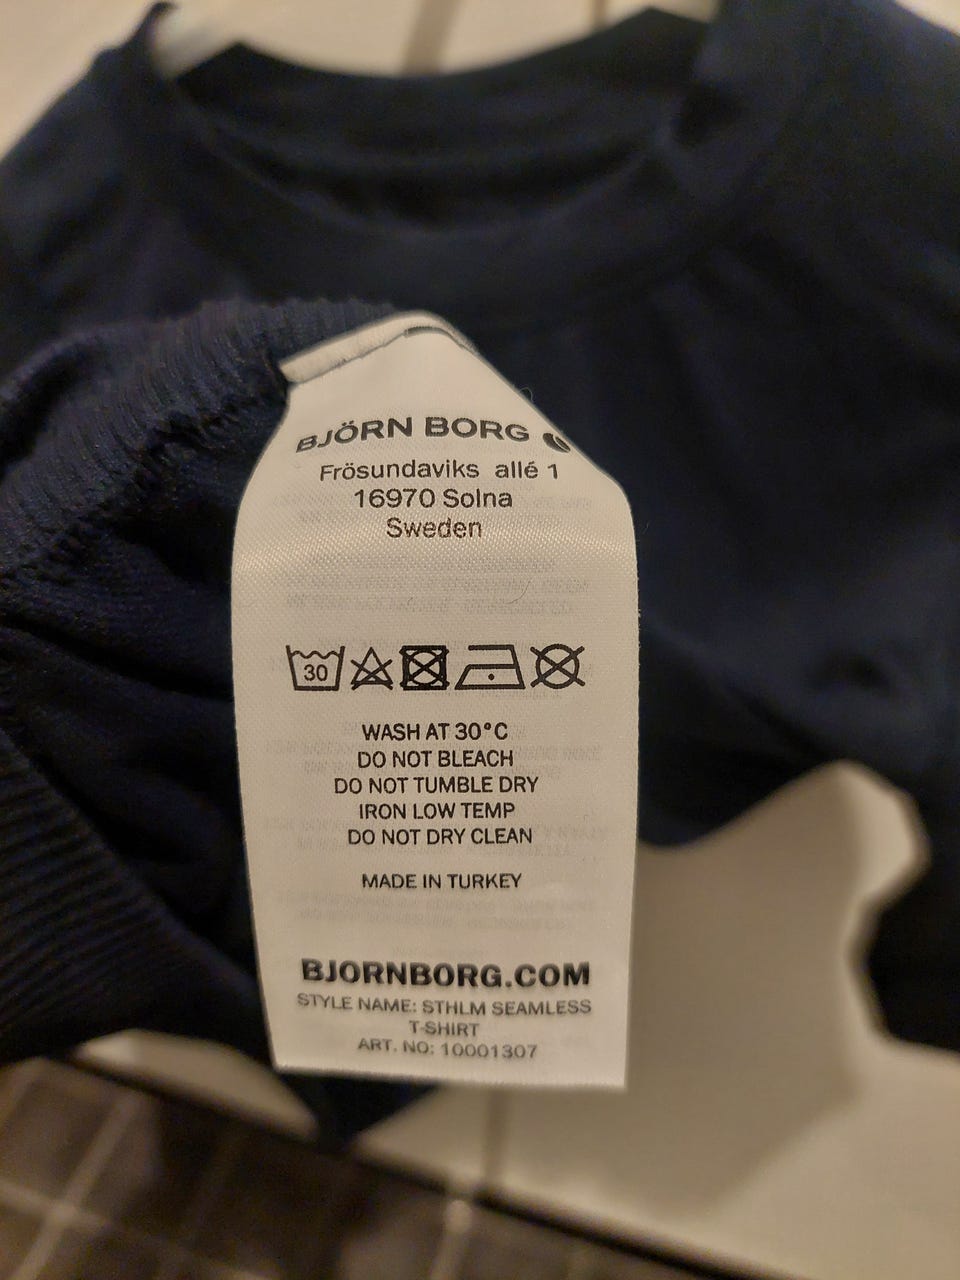 BJÖRN BORG
Frösundaviks allé 1
16970 Solna
Sweden
30
WASH AT 30°C
DO NOT BLEACH
DO NOT TUMBLE DRY
IRON LOW TEMP
DO NOT DRY CLEAN
MADE IN TURKEY
BJORNBORG.COM
STYLE NAME: STHLM SEAMLESS
T-SHIRT
ART. NO: 10001307